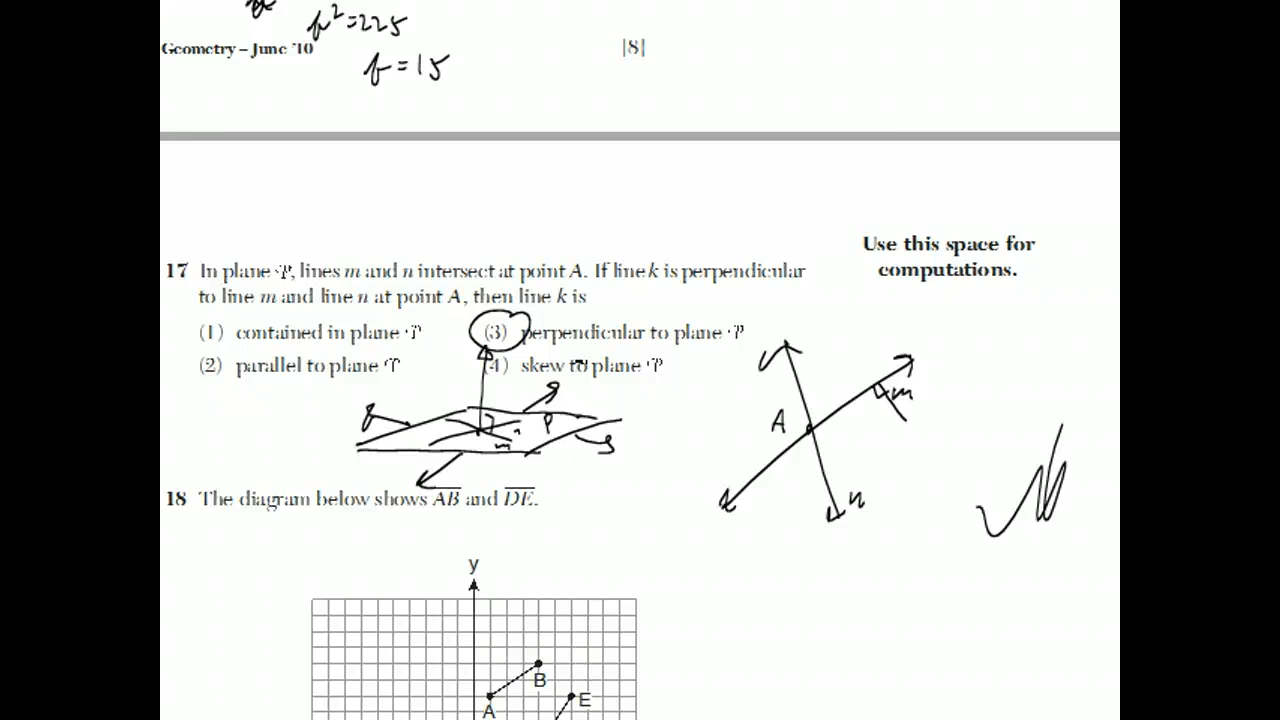 r² = 225
Geometry – June '10
[8]
r = 15
Use this space for
computations.
17 In plane P, lines m and n intersect at point A. If line k is perpendicular
to line m and line n at point A, then line k is
(1) contained in plane P (3) perpendicular to plane P
(2) parallel to plane P (4) skew to plane P
P
m
A
m
n
18 The diagram below shows AB and DE.
y
B
E
A